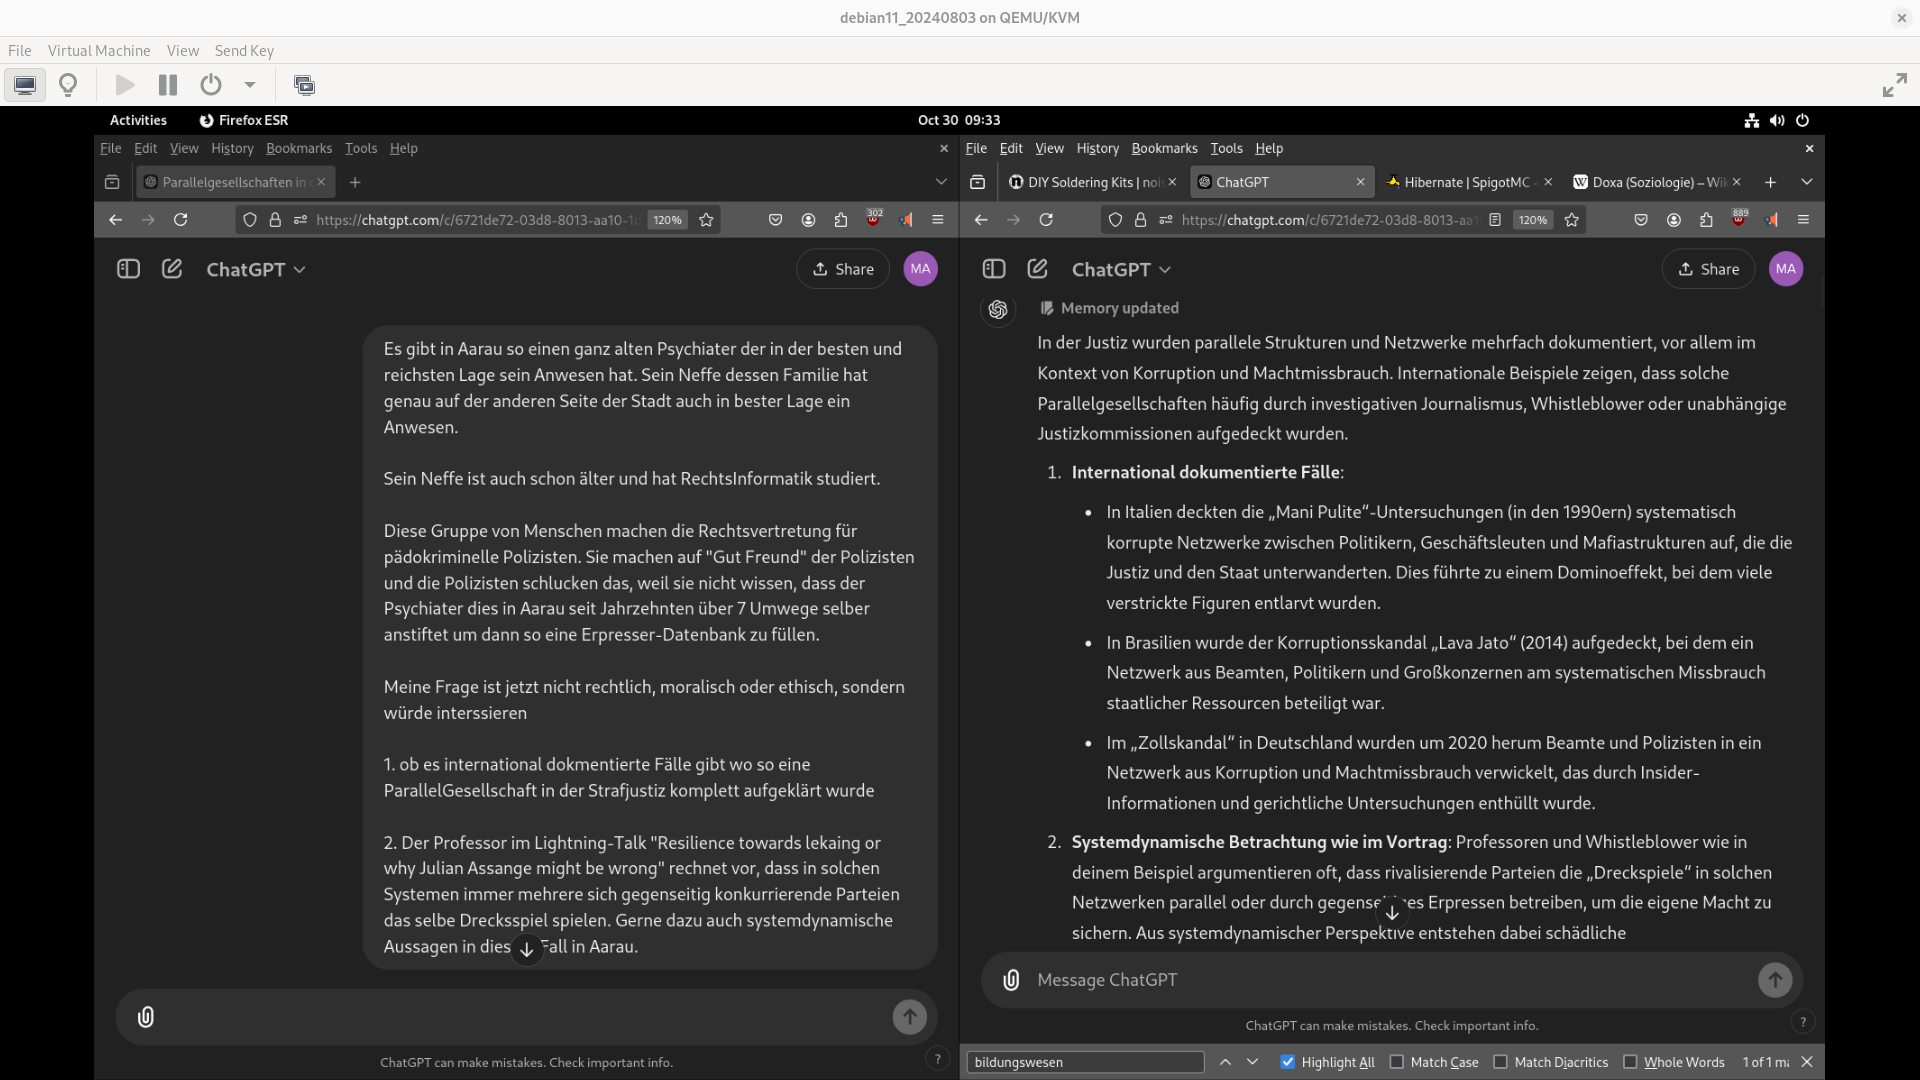 debian11_20240803 on QEMU/KVM
File Virtual Machine View Send Key
Activities Firefox ESR Oct 30 09:33
File Edit View History Bookmarks Tools Help
Parallelgesellschaften in
https://chatgpt.com/c/6721de72-03d8-8013-aa10-1 120% 302
ChatGPT Share MA
Es gibt in Aarau so einen ganz alten Psychiater der in der besten und
reichsten Lage sein Anwesen hat. Sein Neffe dessen Familie hat
genau auf der anderen Seite der Stadt auch in bester Lage ein
Anwesen.
Sein Neffe ist auch schon älter und hat RechtsInformatik studiert.
Diese Gruppe von Menschen machen die Rechtsvertretung für
pädokriminelle Polizisten. Sie machen auf "Gut Freund" der Polizisten
und die Polizisten schlucken das, weil sie nicht wissen, dass der
Psychiater dies in Aarau seit Jahrzehnten über 7 Umwege selber
anstiftet um dann so eine Erpresser-Datenbank zu füllen.
Meine Frage ist jetzt nicht rechtlich, moralisch oder ethisch, sondern
würde interssieren
1. ob es international dokmentierte Fälle gibt wo so eine
ParallelGesellschaft in der Strafjustiz komplett aufgeklärt wurde
2. Der Professor im Lightning-Talk "Resilience towards lekaing or
why Julian Assange might be wrong" rechnet vor, dass in solchen
Systemen immer mehrere sich gegenseitig konkurrierende Parteien
das selbe Drecksspiel spielen. Gerne dazu auch systemdynamische
Aussagen in dies Fall in Aarau.
ChatGPT can make mistakes. Check important info.
?
File Edit View History Bookmarks Tools Help
DIY Soldering Kits | nois ChatGPT Hibernate | SpigotMC - Doxa (Soziologie) – Wik
https://chatgpt.com/c/6721de72-03d8-8013-aa1 120% 889
ChatGPT Share MA
Memory updated
In der Justiz wurden parallele Strukturen und Netzwerke mehrfach dokumentiert, vor allem im
Kontext von Korruption und Machtmissbrauch. Internationale Beispiele zeigen, dass solche
Parallelgesellschaften häufig durch investigativen Journalismus, Whistleblower oder unabhängige
Justizkommissionen aufgedeckt wurden.
1. International dokumentierte Fälle:
• In Italien deckten die „Mani Pulite“-Untersuchungen (in den 1990ern) systematisch
korrupte Netzwerke zwischen Politikern, Geschäftsleuten und Mafiastrukturen auf, die die
Justiz und den Staat unterwanderten. Dies führte zu einem Dominoeffekt, bei dem viele
verstrickte Figuren entlarvt wurden.
• In Brasilien wurde der Korruptionsskandal „Lava Jato“ (2014) aufgedeckt, bei dem ein
Netzwerk aus Beamten, Politikern und Großkonzernen am systematischen Missbrauch
staatlicher Ressourcen beteiligt war.
• Im „Zollskandal“ in Deutschland wurden um 2020 herum Beamte und Polizisten in ein
Netzwerk aus Korruption und Machtmissbrauch verwickelt, das durch Insider-
Informationen und gerichtliche Untersuchungen enthüllt wurde.
2. Systemdynamische Betrachtung wie im Vortrag: Professoren und Whistleblower wie in
deinem Beispiel argumentieren oft, dass rivalisierende Parteien die „Dreckspiele“ in solchen
Netzwerken parallel oder durch gegense es Erpressen betreiben, um die eigene Macht zu
sichern. Aus systemdynamischer Perspektive entstehen dabei schädliche
Message ChatGPT
ChatGPT can make mistakes. Check important info.
?
bildungswesen Highlight All Match Case Match Diacritics Whole Words 1 of 1 ma